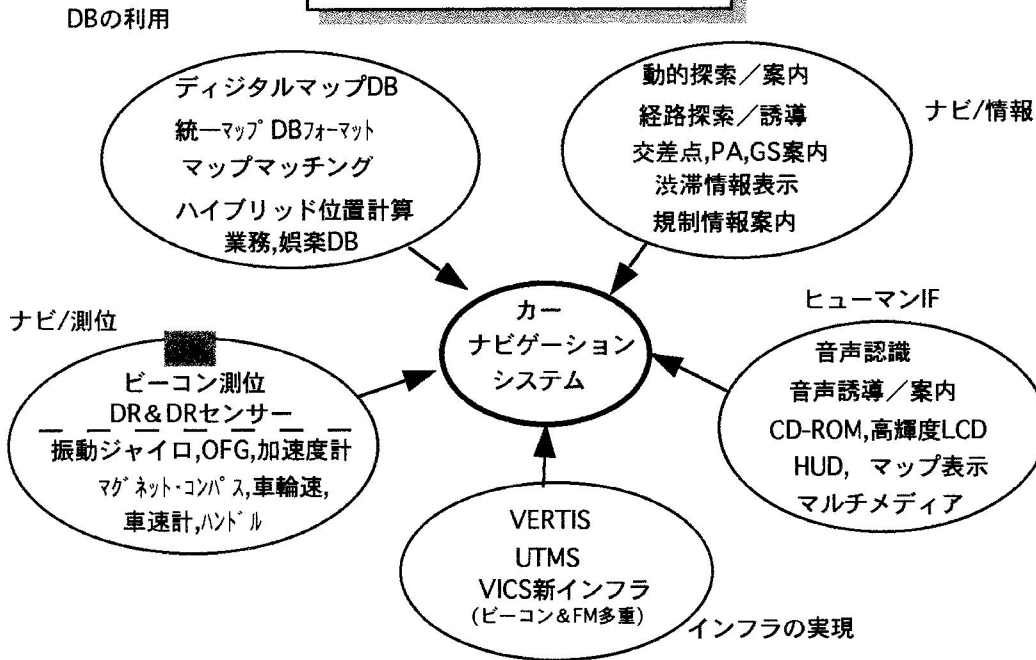 DBの利用
ディジタルマップDB
統一マップDBフォーマット
マップマッチング
ハイブリッド位置計算
業務,娯楽DB
動的探索／案内
経路探索／誘導
交差点,PA,GS案内
渋滞情報表示
規制情報案内
ナビ/情報
カー
ナビゲーション
システム
ナビ/測位
ビーコン測位
DR&DRセンサー
振動ジャイロ,OFG,加速度計
マグネット・コンパス,車輪速,
車速計,ハンドル
ヒューマンIF
音声認識
音声誘導／案内
CD-ROM,高輝度LCD
HUD, マップ表示
マルチメディア
VERTIS
UTMS
VICS新インフラ
(ビーコン&FM多重)
インフラの実現